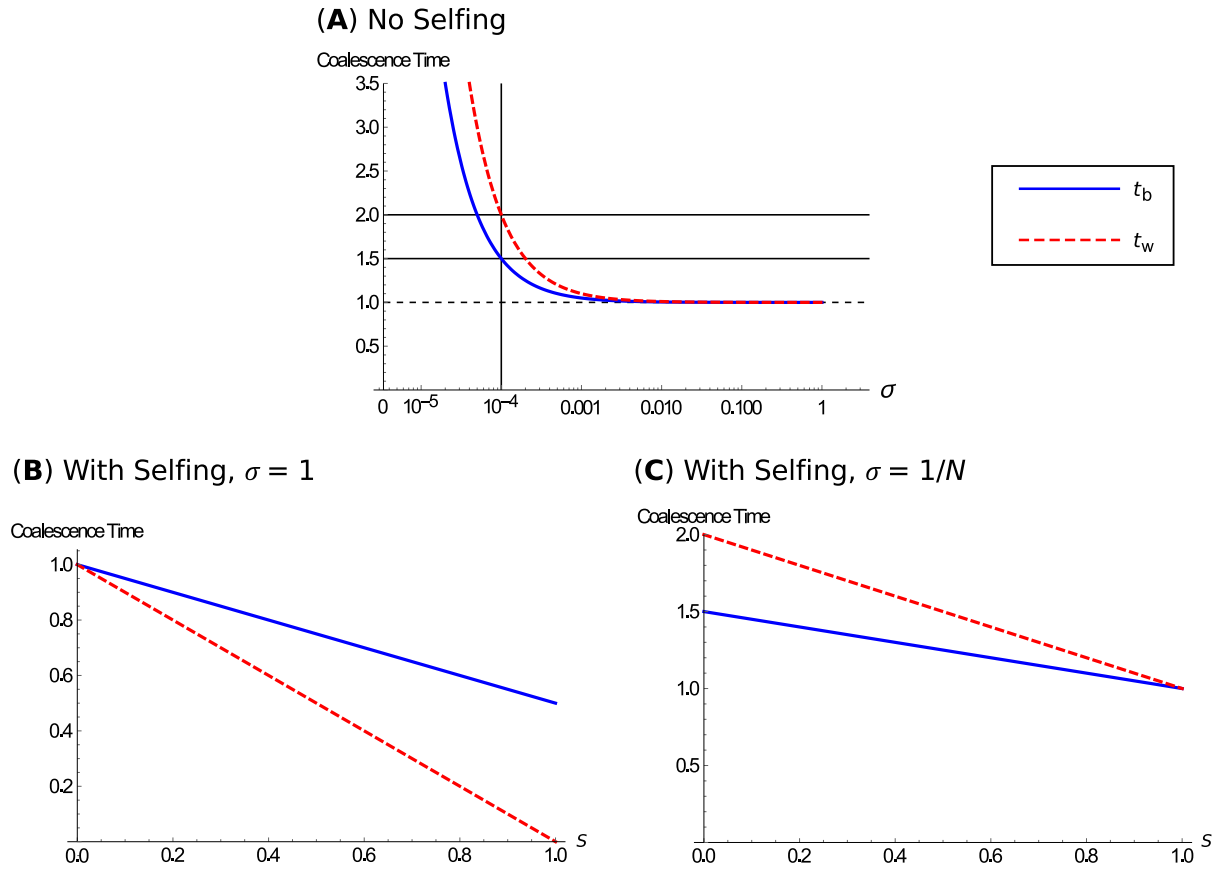 (A) No Selfing
Coalescence Time
3.5
3.0
2.5
2.0
1.5
1.0
0.5
0 10⁻⁵ 10⁻⁴ 0.001 0.010 0.100 1 σ
t_b
t_w
(B) With Selfing, σ = 1
Coalescence Time
1.0
0.8
0.6
0.4
0.2
0.0 0.2 0.4 0.6 0.8 1.0 S
(C) With Selfing, σ = 1/N
Coalescence Time
2.0
1.5
1.0
0.5
0.0 0.2 0.4 0.6 0.8 1.0 S